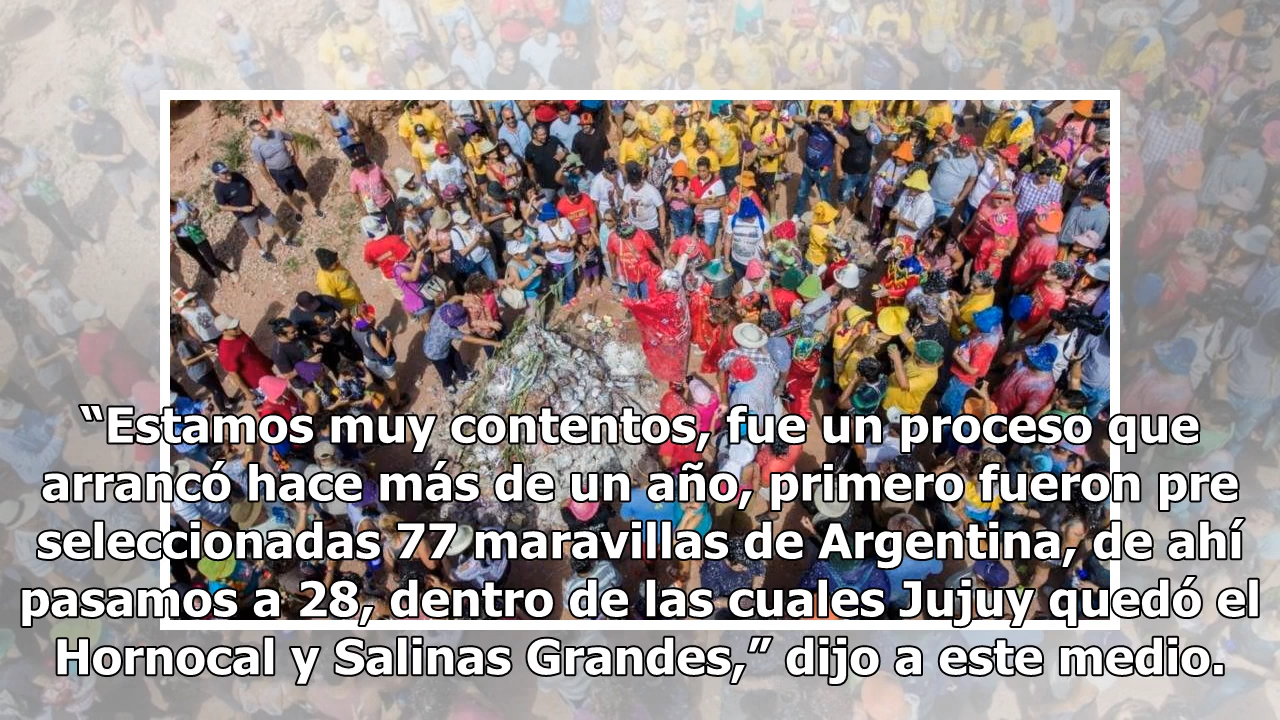 “Estamos muy contentos, fue un proceso que
arrancó hace más de un año, primero fueron pre
seleccionadas 77 maravillas de Argentina, de ahí
pasamos a 28, dentro de las cuales Jujuy quedó el
Hornocal y Salinas Grandes,” dijo a este medio.